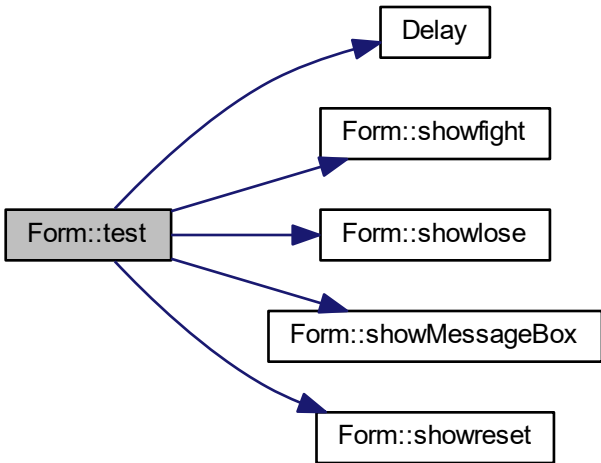 Delay
Form::showfight
Form::test
Form::showlose
Form::showMessageBox
Form::showreset